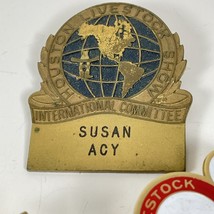 HOUSTON LIVESTOCK SHOW
INTERNATIONAL COMMITTEE
SUSAN
ACY
STOCK